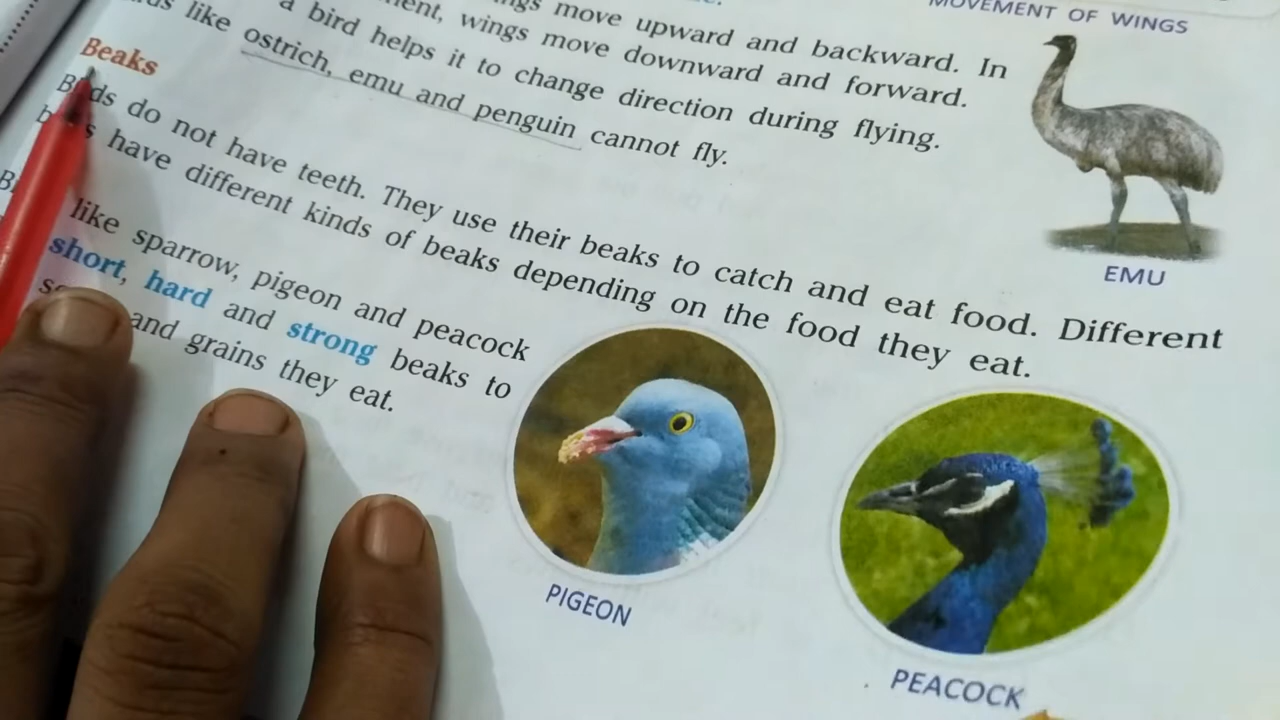 MOVEMENT OF WINGS
move upward and backward. In
wings move downward and forward.
a bird helps it to change direction during flying.
like ostrich, emu and penguin cannot fly.
EMU
Beaks
Birds do not have teeth. They use their beaks to catch and eat food. Different
have different kinds of beaks depending on the food they eat.
like sparrow, pigeon and peacock
short, hard and strong beaks to
and grains they eat.
PIGEON
PEACOCK